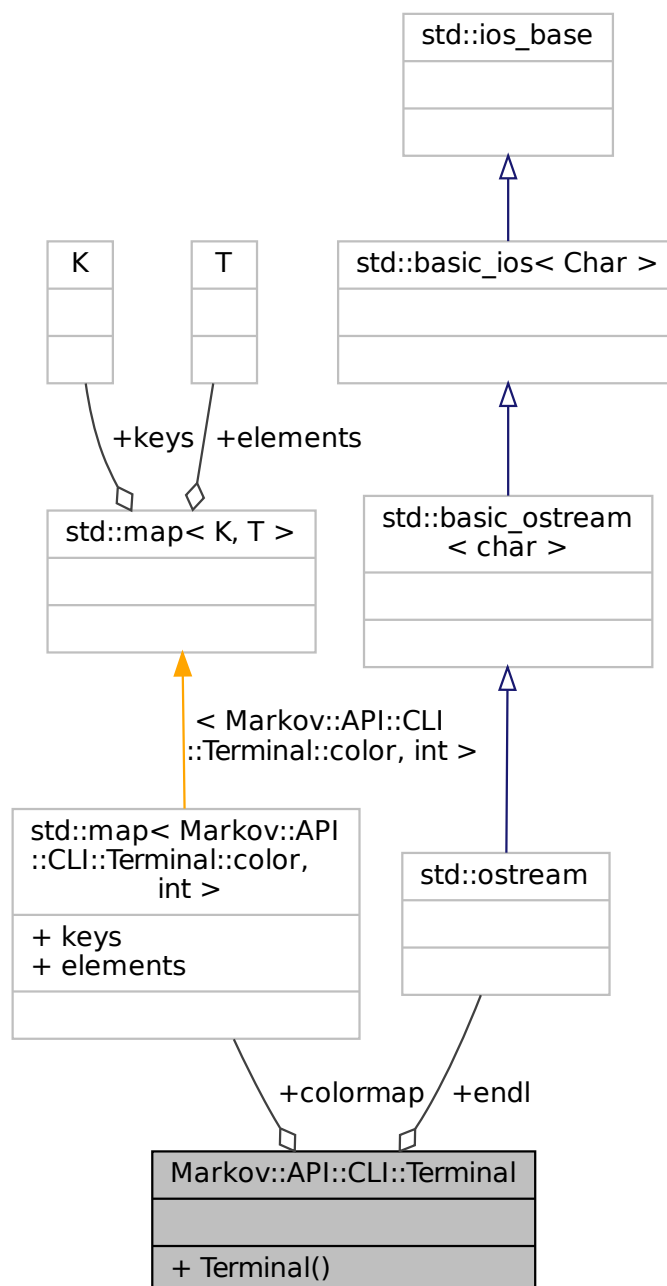 std::ios_base
K
T
std::basic_ios< Char >
+keys
+elements
std::map< K, T >
std::basic_ostream
< char >
< Markov::API::CLI
::Terminal::color, int >
std::map< Markov::API
::CLI::Terminal::color,
int >
+ keys
+ elements
std::ostream
+colormap
+endl
Markov::API::CLI::Terminal
+ Terminal()